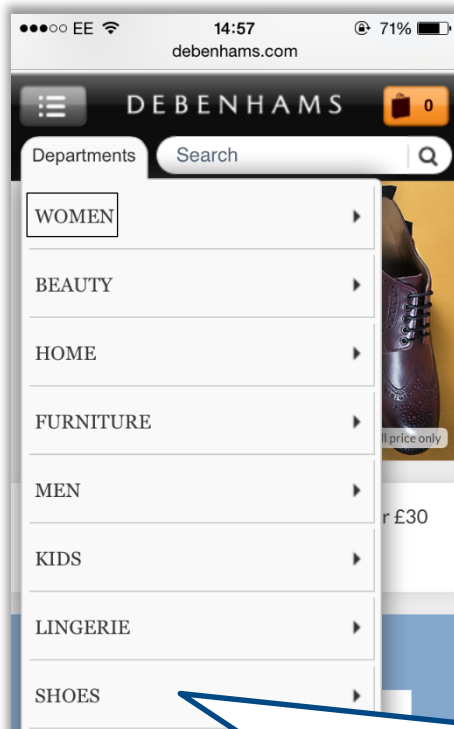 EE 14:57 71%
debenhams.com
DEBENHAMS 0
Departments Search
WOMEN
BEAUTY
HOME
FURNITURE
price only
MEN
£30
KIDS
LINGERIE
SHOES